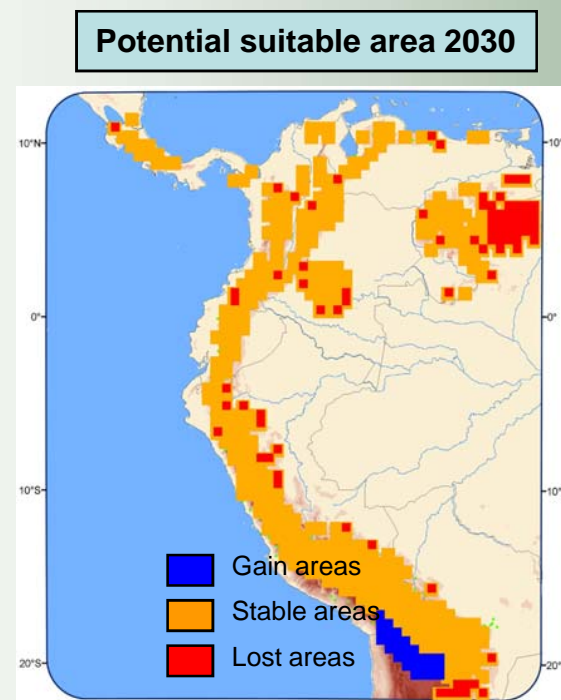 Potential suitable area 2030
10°N
10°
0°
0°
10°S
10°
20°S
20°
Gain areas
Stable areas
Lost areas